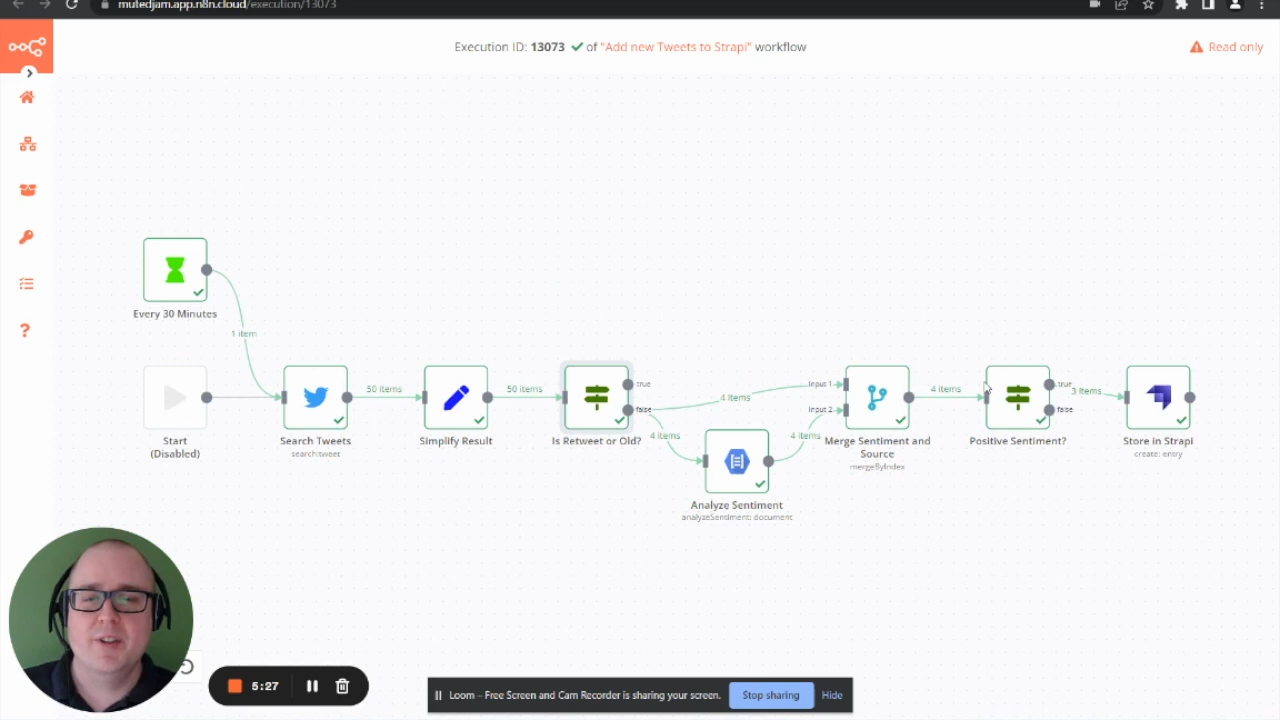 mutedjam.app.n8n.cloud/execution/13073
Execution ID: 13073 of "Add new Tweets to Strapi" workflow
Read only
Every 30 Minutes
1 item
Start
(Disabled)
Search Tweets
search:tweet
50 items
Simplify Result
50 items
Is Retweet or Old?
true
false
4 items
4 items
Analyze Sentiment
analyzeSentiment: document
4 items
Input 1
Input 2
Merge Sentiment and
Source
mergeByIndex
4 items
Positive Sentiment?
true
false
3 items
Store in Strapi
create: entry
5:27
Loom – Free Screen and Cam Recorder is sharing your screen.
Stop sharing
Hide